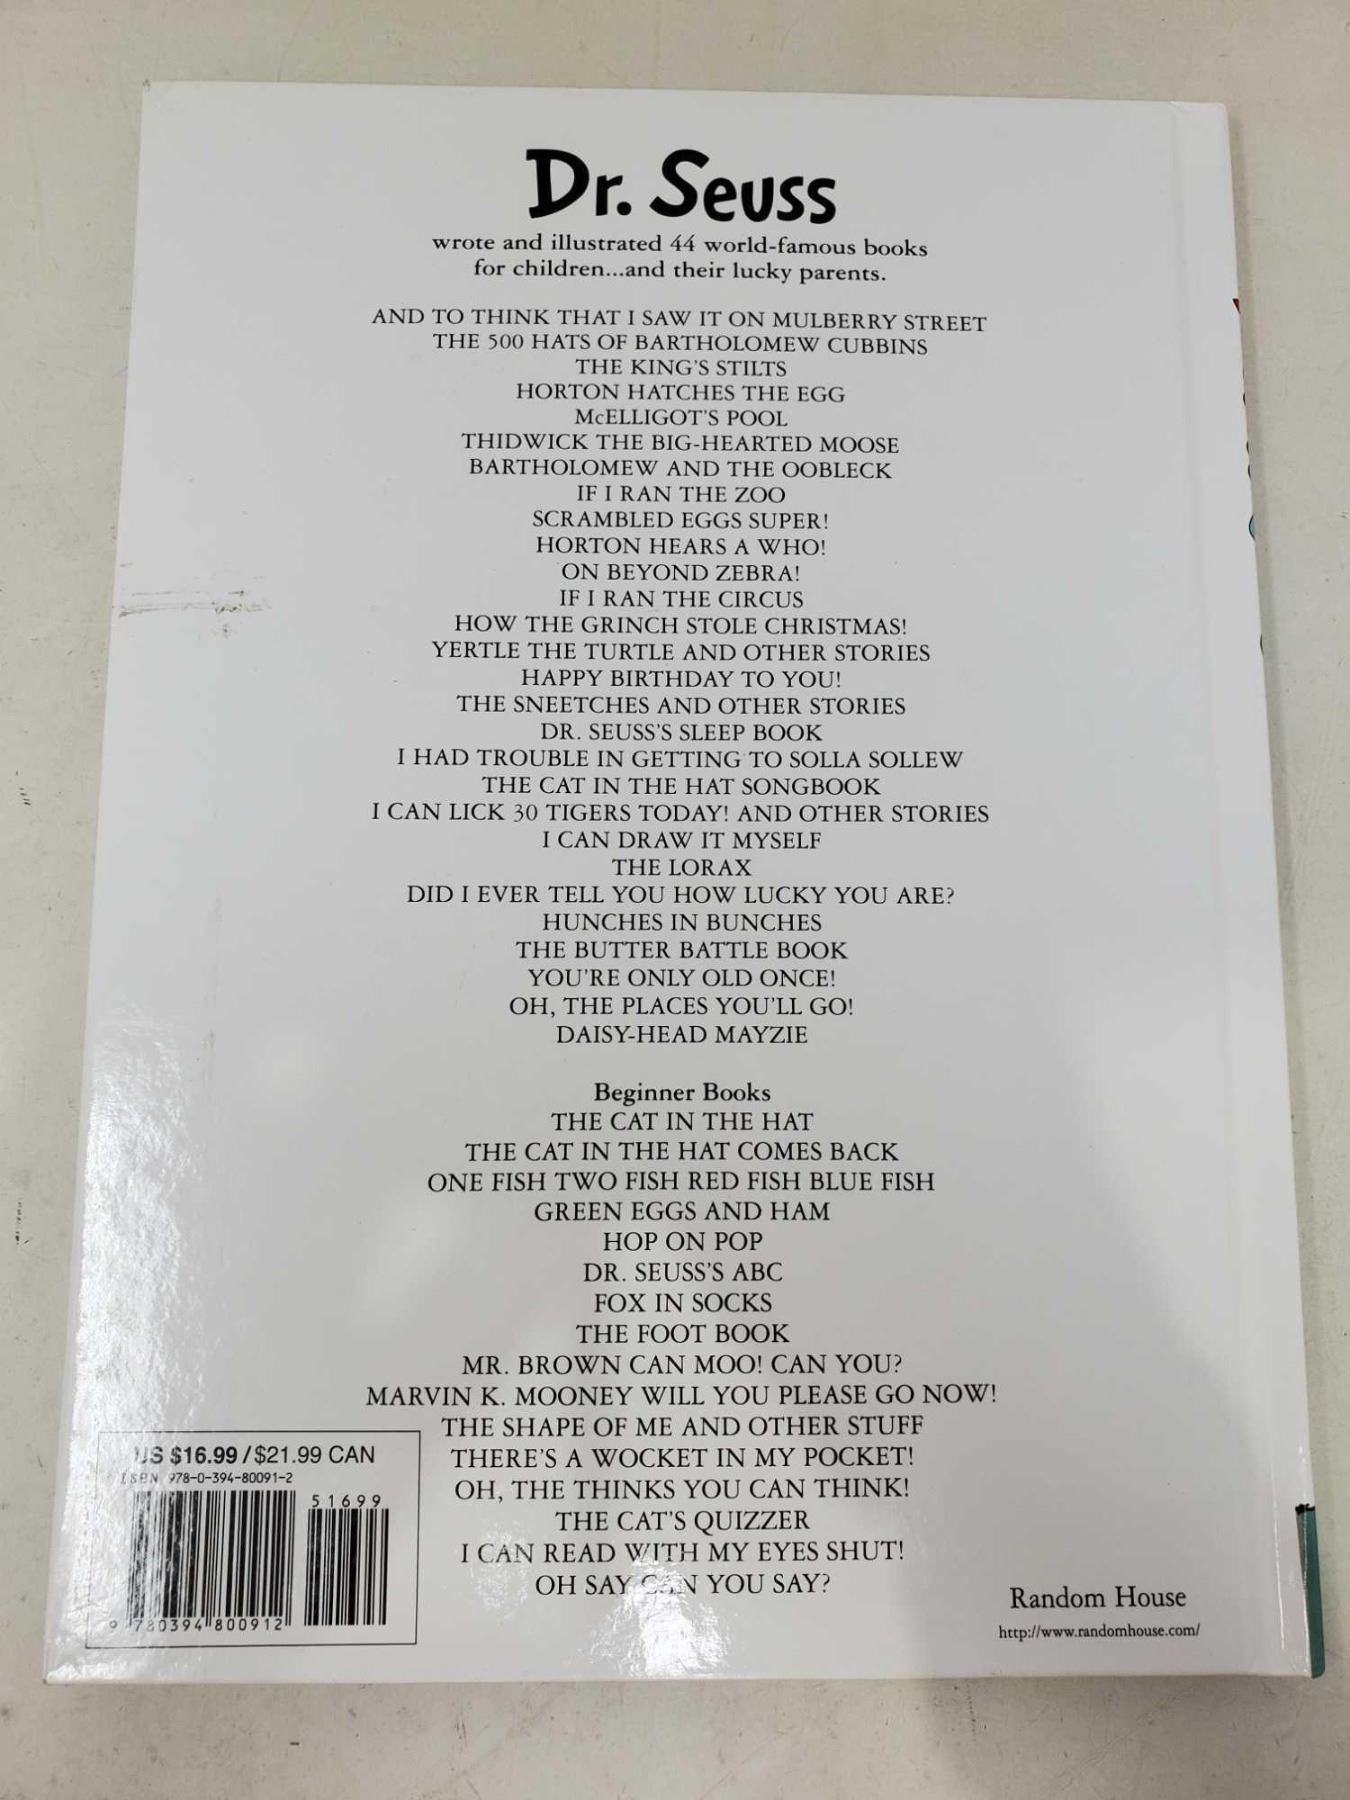 Dr. Seuss
wrote and illustrated 44 world-famous books
for children...and their lucky parents.
AND TO THINK THAT I SAW IT ON MULBERRY STREET
THE 500 HATS OF BARTHOLOMEW CUBBINS
THE KING'S STILTS
HORTON HATCHES THE EGG
McELLIGOT'S POOL
THIDWICK THE BIG-HEARTED MOOSE
BARTHOLOMEW AND THE OOBLECK
IF I RAN THE ZOO
SCRAMBLED EGGS SUPER!
HORTON HEARS A WHO!
ON BEYOND ZEBRA!
IF I RAN THE CIRCUS
HOW THE GRINCH STOLE CHRISTMAS!
YERTLE THE TURTLE AND OTHER STORIES
HAPPY BIRTHDAY TO YOU!
THE SNEETCHES AND OTHER STORIES
DR. SEUSS'S SLEEP BOOK
I HAD TROUBLE IN GETTING TO SOLLA SOLLEW
THE CAT IN THE HAT SONGBOOK
I CAN LICK 30 TIGERS TODAY! AND OTHER STORIES
I CAN DRAW IT MYSELF
THE LORAX
DID I EVER TELL YOU HOW LUCKY YOU ARE?
HUNCHES IN BUNCHES
THE BUTTER BATTLE BOOK
YOU'RE ONLY OLD ONCE!
OH, THE PLACES YOU'LL GO!
DAISY-HEAD MAYZIE
Beginner Books
THE CAT IN THE HAT
THE CAT IN THE HAT COMES BACK
ONE FISH TWO FISH RED FISH BLUE FISH
GREEN EGGS AND HAM
HOP ON POP
DR. SEUSS'S ABC
FOX IN SOCKS
THE FOOT BOOK
MR. BROWN CAN MOO! CAN YOU?
MARVIN K. MOONEY WILL YOU PLEASE GO NOW!
THE SHAPE OF ME AND OTHER STUFF
THERE'S A WOCKET IN MY POCKET!
OH, THE THINKS YOU CAN THINK!
THE CAT'S QUIZZER
I CAN READ WITH MY EYES SHUT!
OH SAY CAN YOU SAY?
US $16.99 / $21.99 CAN
ISBN 978-0-394-80091-2
51699
9 780394 800912
Random House
http://www.randomhouse.com/